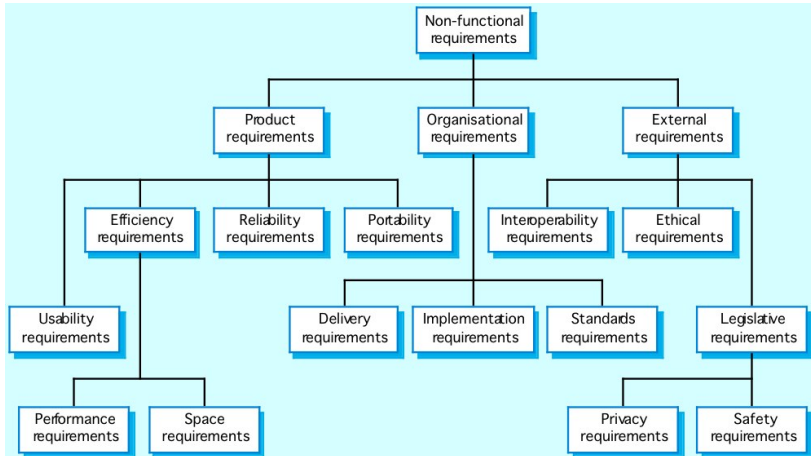 Non-functional
requirements
Product
requirements
Organisational
requirements
External
requirements
Efficiency
requirements
Reliability
requirements
Portability
requirements
Interoperability
requirements
Ethical
requirements
Usability
requirements
Delivery
requirements
Implementation
requirements
Standards
requirements
Legislative
requirements
Performance
requirements
Space
requirements
Privacy
requirements
Safety
requirements